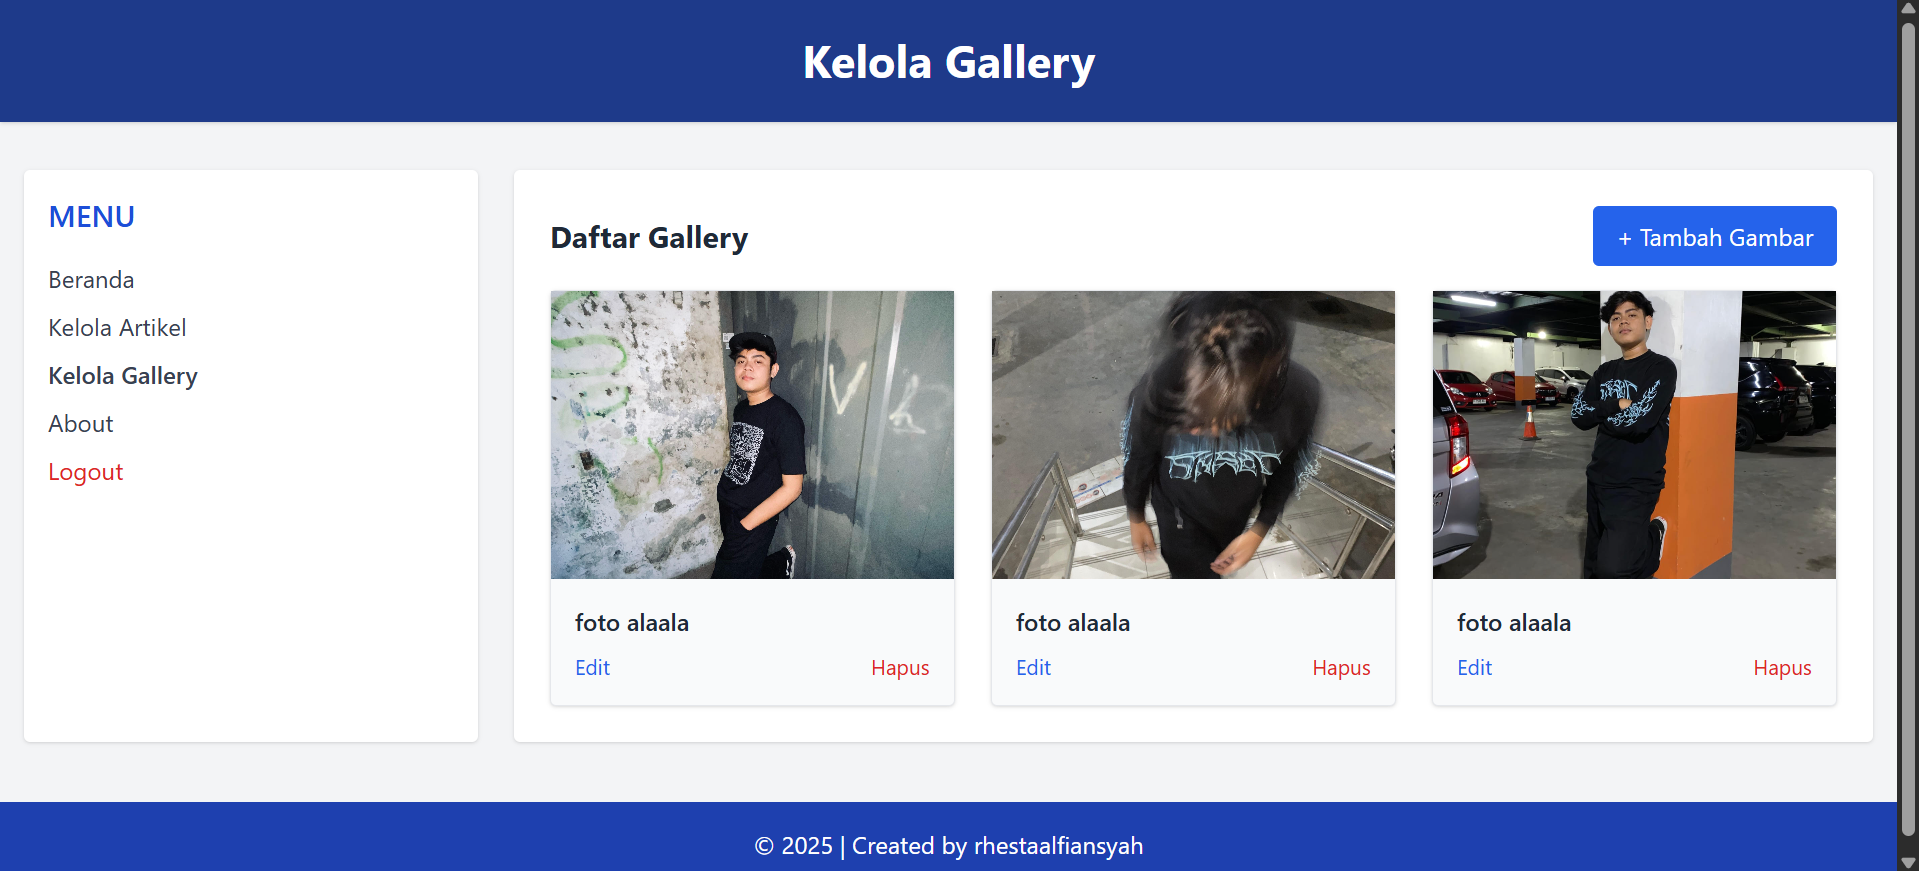 Kelola Gallery
MENU
Beranda
Kelola Artikel
Kelola Gallery
About
Logout
Daftar Gallery
+ Tambah Gambar
foto alaala
Edit
Hapus
foto alaala
Edit
Hapus
foto alaala
Edit
Hapus
© 2025 | Created by rhestaalfiansyah